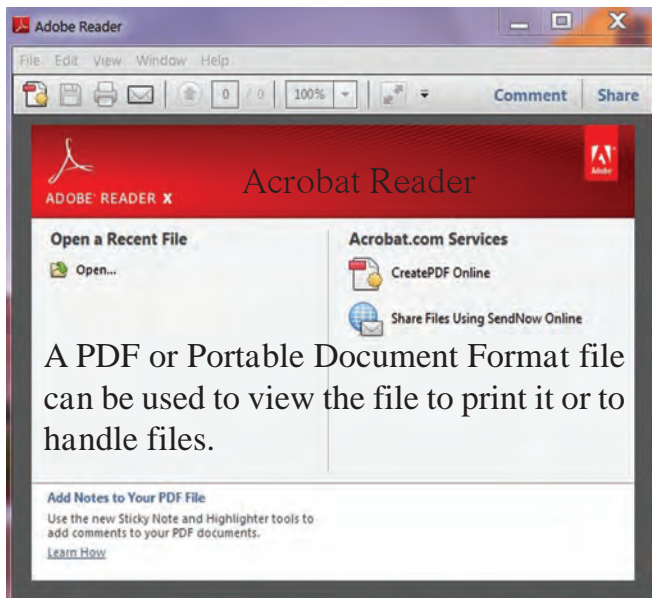 Adobe Reader
File Edit View Window Help
0 / 0 100% Comment Share
ADOBE® READER X
Acrobat Reader
Adobe
Open a Recent File
Open...
Acrobat.com Services
CreatePDF Online
Share Files Using SendNow Online
A PDF or Portable Document Format file
can be used to view the file to print it or to
handle files.
Add Notes to Your PDF File
Use the new Sticky Note and Highlighter tools to
add comments to your PDF documents.
Learn How